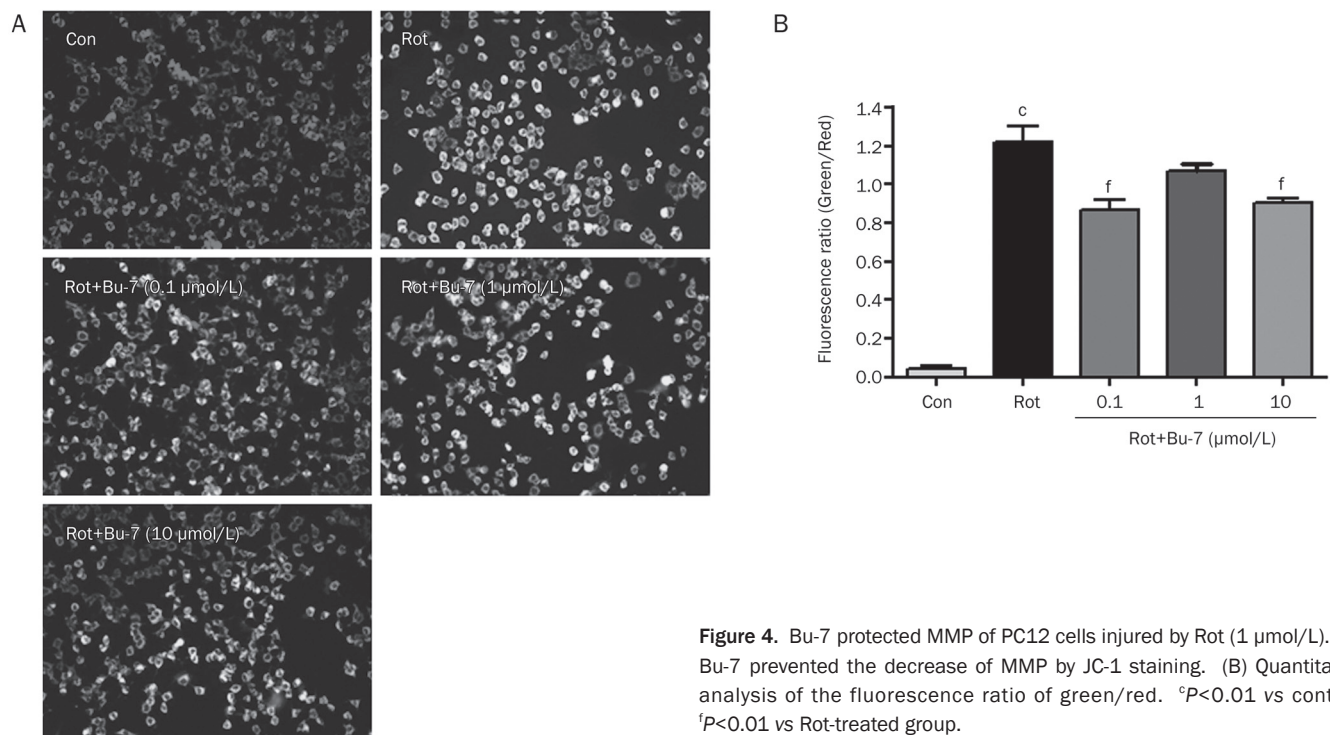 A
Con
Rot
Rot+Bu-7 (0.1 µmol/L)
Rot+Bu-7 (1 µmol/L)
Rot+Bu-7 (10 µmol/L)
B
Fluorescence ratio (Green/Red)
1.4
1.2
1.0
0.8
0.6
0.4
0.2
0.0
c
f
f
Con Rot 0.1 1 10
Rot+Bu-7 (µmol/L)
Figure 4. Bu-7 protected MMP of PC12 cells injured by Rot (1 µmol/L).
Bu-7 prevented the decrease of MMP by JC-1 staining. (B) Quantita
analysis of the fluorescence ratio of green/red. cP<0.01 vs cont
fP<0.01 vs Rot-treated group.